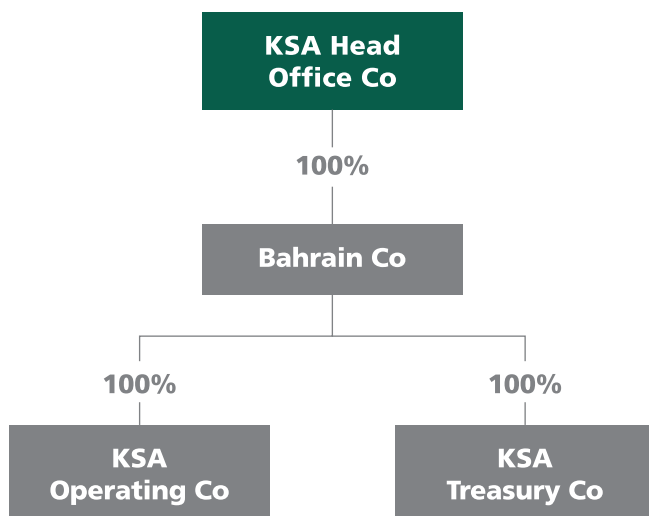 KSA Head
Office Co
100%
Bahrain Co
100%
100%
KSA
Operating Co
KSA
Treasury Co